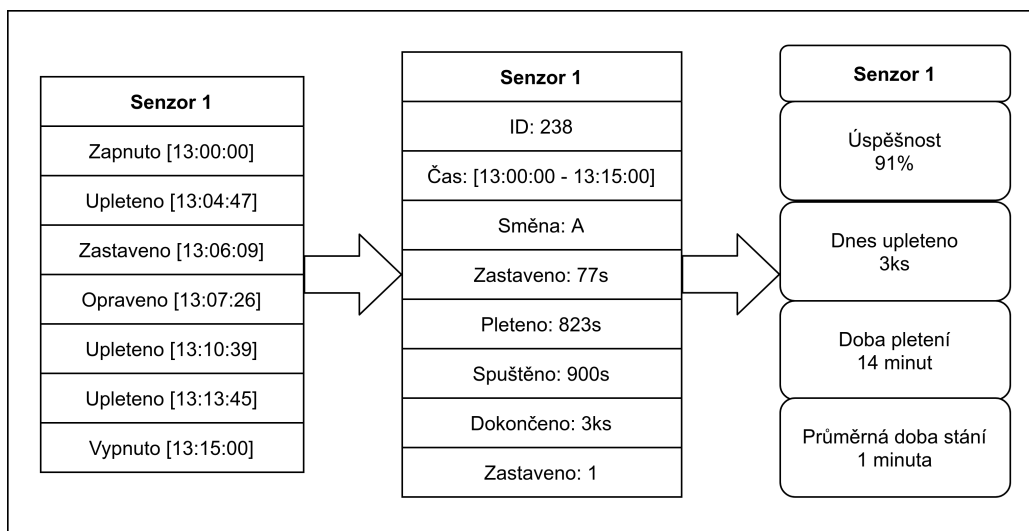 Senzor 1
Zapnuto [13:00:00]
Upleteno [13:04:47]
Zastaveno [13:06:09]
Opraveno [13:07:26]
Upleteno [13:10:39]
Upleteno [13:13:45]
Vypnuto [13:15:00]
Senzor 1
ID: 238
Čas: [13:00:00 - 13:15:00]
Směna: A
Zastaveno: 77s
Pleteno: 823s
Spuštěno: 900s
Dokončeno: 3ks
Zastaveno: 1
Senzor 1
Úspěšnost
91%
Dnes upleteno
3ks
Doba pletení
14 minut
Průměrná doba stání
1 minuta